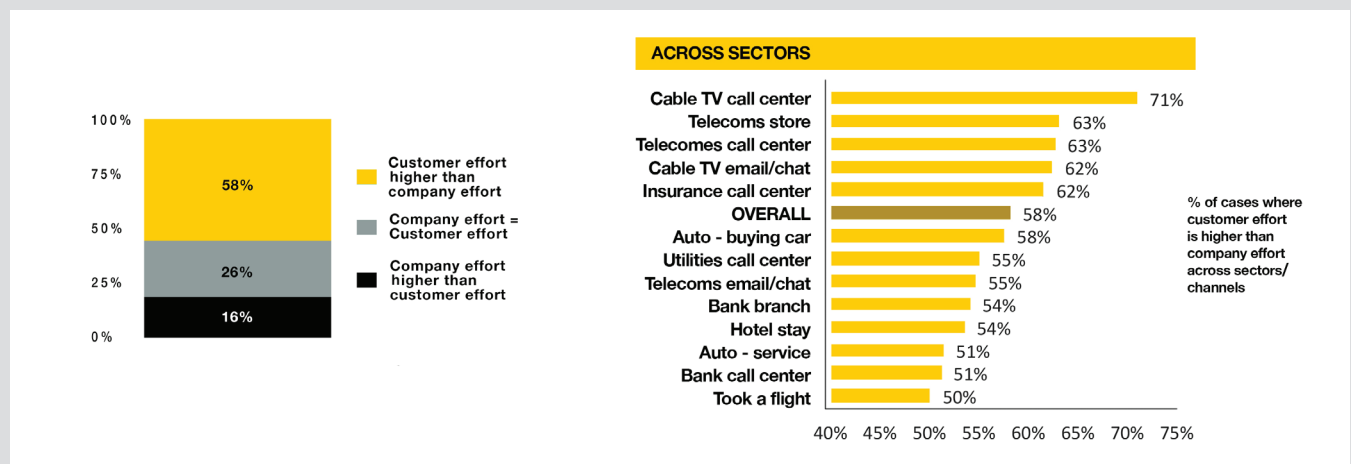 100%
75%
50%
25%
0%
58%
26%
16%
Customer effort
higher than
company effort
Company effort =
Customer effort
Company effort
higher than
customer effort
ACROSS SECTORS
Cable TV call center 71%
Telecoms store 63%
Telecomes call center 63%
Cable TV email/chat 62%
Insurance call center 62%
OVERALL 58%
Auto - buying car 58%
Utilities call center 55%
Telecoms email/chat 55%
Bank branch 54%
Hotel stay 54%
Auto - service 51%
Bank call center 51%
Took a flight 50%
40% 45% 50% 55% 60% 65% 70% 75%
% of cases where
customer effort
is higher than
company effort
across sectors/
channels